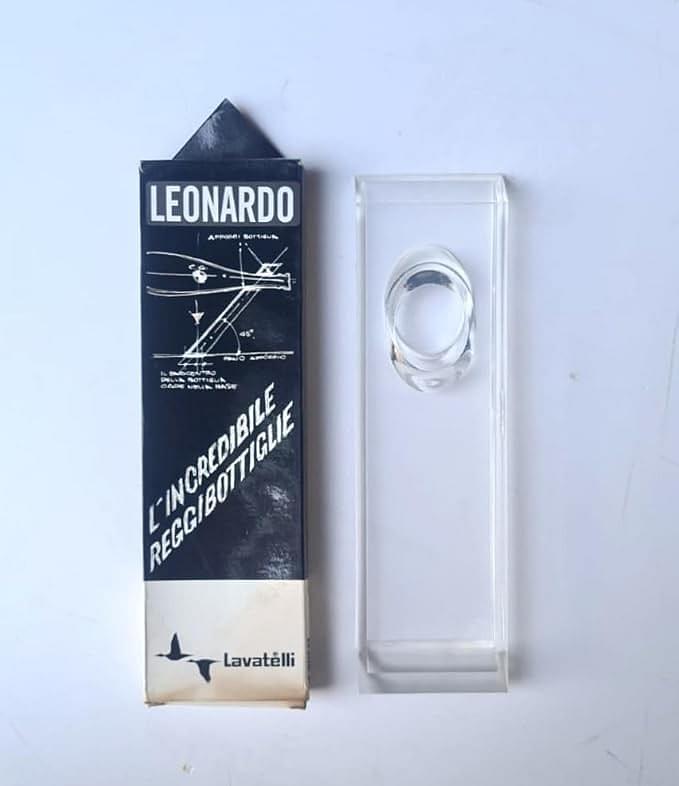 LEONARDO
APPOGGI BOTTIGLIA
C.G.
45°
PIANO APPOGGIO
IL BARICENTRO
DELLA BOTTIGLIA
CADE NELLA BASE
L'INCREDIBILE
REGGIBOTTIGLIE
Lavatelli